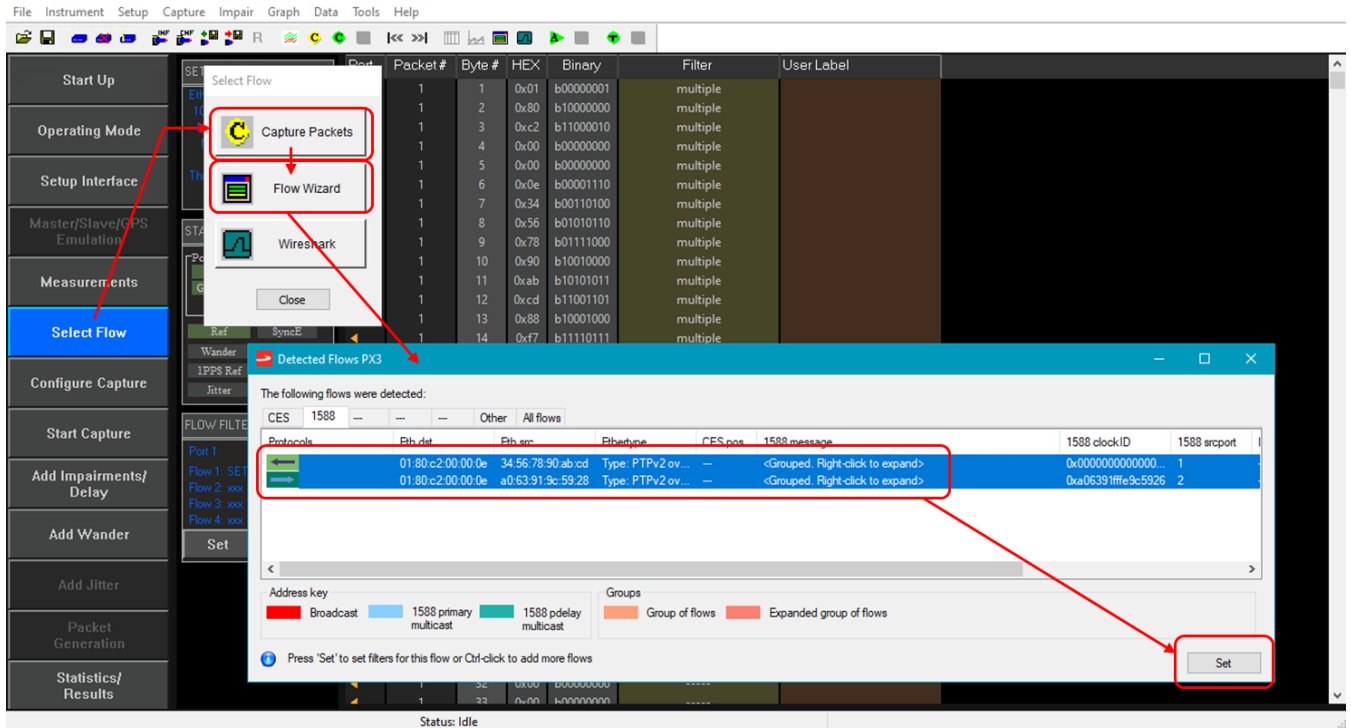 File Instrument Setup Capture Impair Graph Data Tools Help
INF CNF R C C
Start Up
Operating Mode
Setup Interface
Master/Slave/GPS
Emulation
Measurements
Select Flow
Configure Capture
Start Capture
Add Impairments/
Delay
Add Wander
Add Jitter
Packet
Generation
Statistics/
Results
Ref SyncE
Wander
1PPS Ref
Jitter
FLOW FILTE
Port 1
Flow 1: SET
Flow 2: xxx
Flow 3: xxx
Flow 4: xxx
Set
Select Flow
C Capture Packets
Flow Wizard
Wireshark
Close
Port Packet # Byte # HEX Binary Filter User Label
1 1 0x01 b00000001 multiple
1 2 0x80 b10000000 multiple
1 3 0xc2 b11000010 multiple
1 4 0x00 b00000000 multiple
1 5 0x00 b00000000 multiple
1 6 0x0e b00001110 multiple
1 7 0x34 b00110100 multiple
1 8 0x56 b01010110 multiple
1 9 0x78 b01111000 multiple
1 10 0x90 b10010000 multiple
1 11 0xab b10101011 multiple
1 12 0xcd b11001101 multiple
1 13 0x88 b10001000 multiple
1 14 0xf7 b11110111 multiple
Detected Flows PX3
The following flows were detected:
CES 1588 --- --- --- Other All flows
Protocols Eth dst Eth src Ethertype CES pos 1588 message 1588 clockID 1588 srcport
01:80:c2:00:00:0e 34:56:78:90:ab:cd Type: PTPv2 ov... --- <Grouped. Right-click to expand> 0x0000000000000... 1
01:80:c2:00:00:0e a0:63:91:9c:59:28 Type: PTPv2 ov... --- <Grouped. Right-click to expand> 0xa06391fffe9c5926 2
Address key
Broadcast 1588 primary multicast 1588 pdelay multicast
Groups
Group of flows Expanded group of flows
Press 'Set' to set filters for this flow or Ctrl-click to add more flows
Set
1 32 0x00 b00000000 -----
1 33 0x00 b00000000 -----
Status: Idle